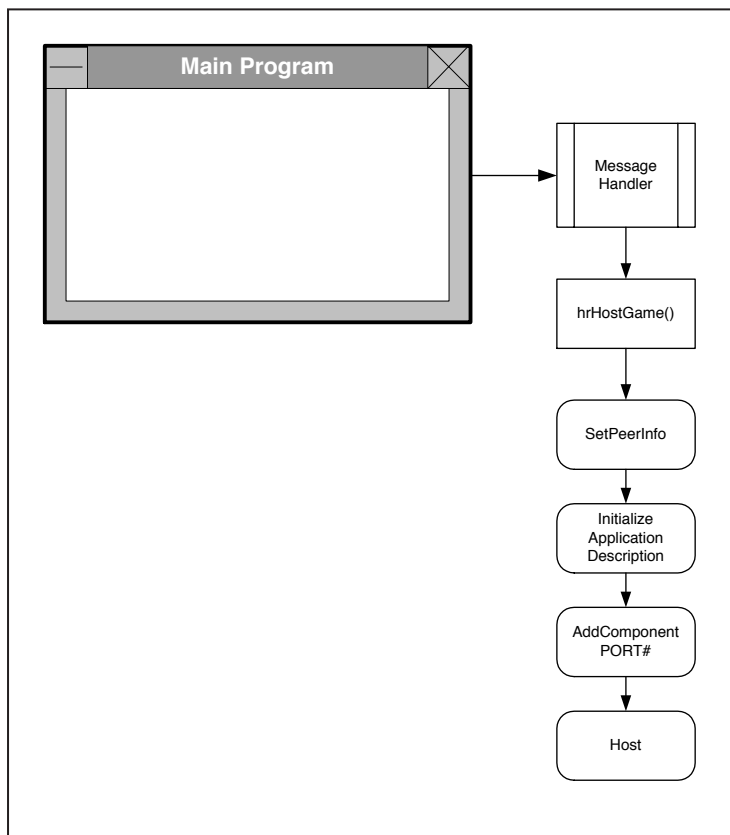 Main Program
Message
Handler
hrHostGame()
SetPeerInfo
Initialize
Application
Description
AddComponent
PORT#
Host